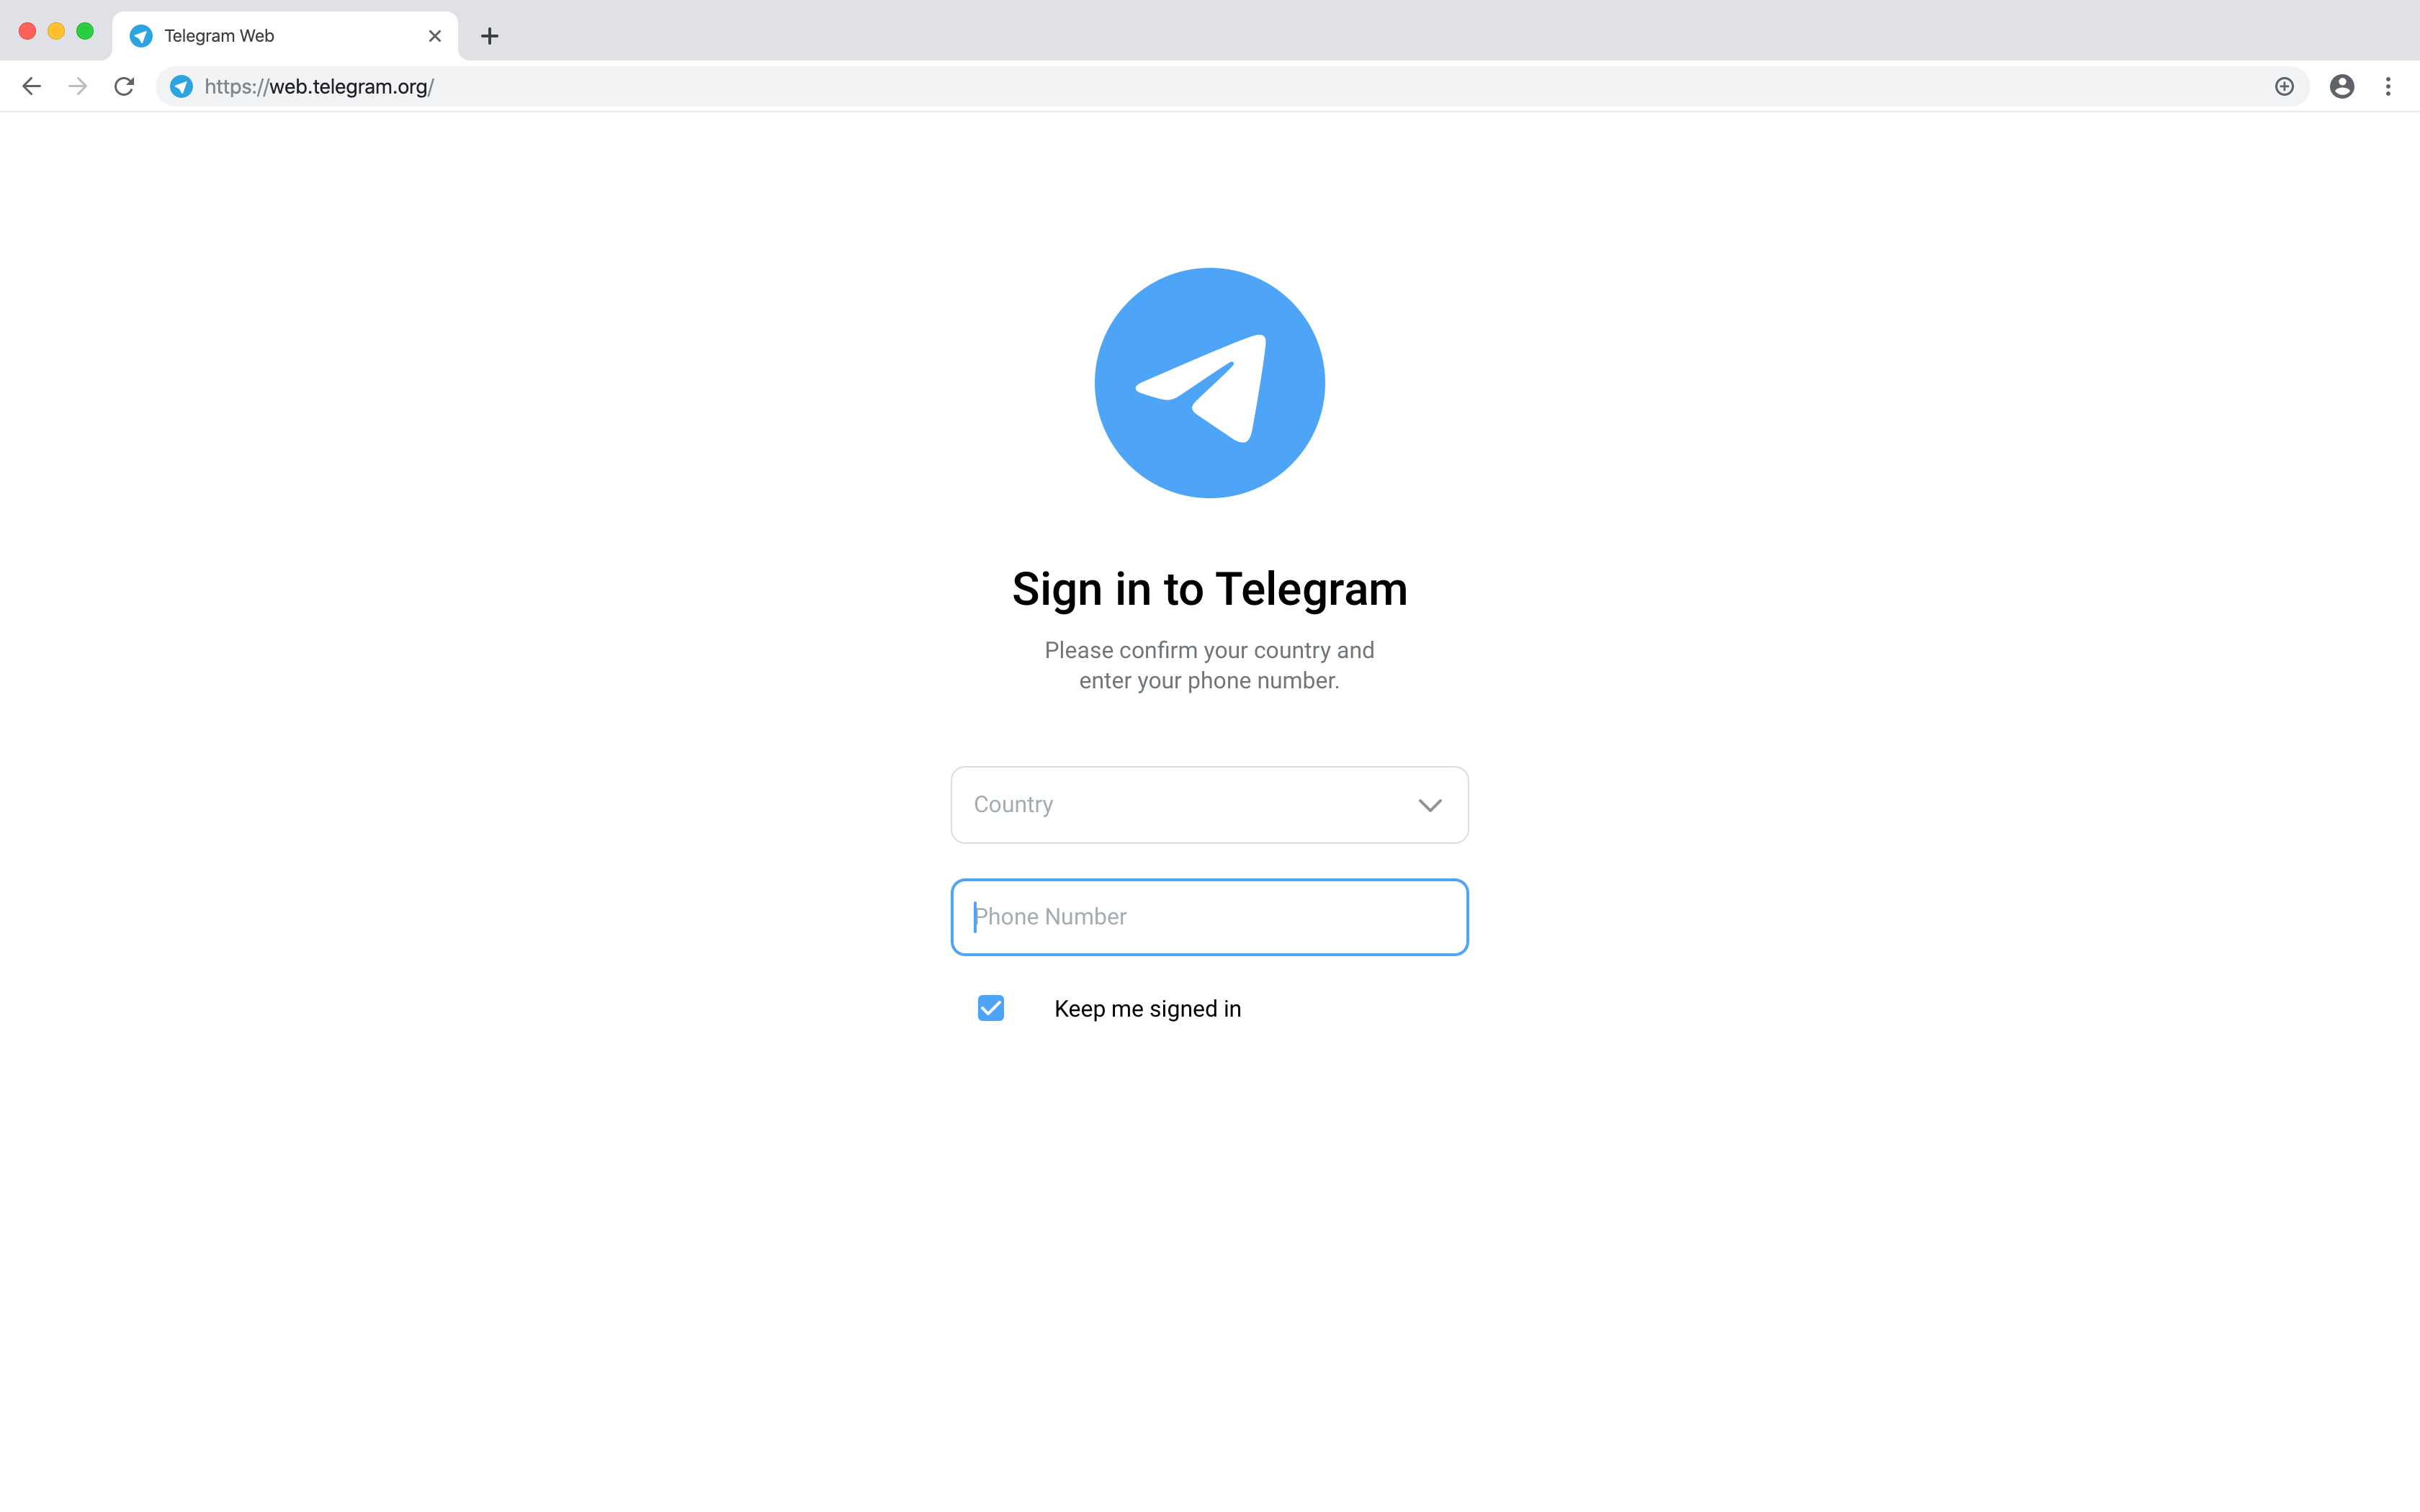 Telegram Web
https://web.telegram.org/
Sign in to Telegram
Please confirm your country and
enter your phone number.
Country
Phone Number
Keep me signed in